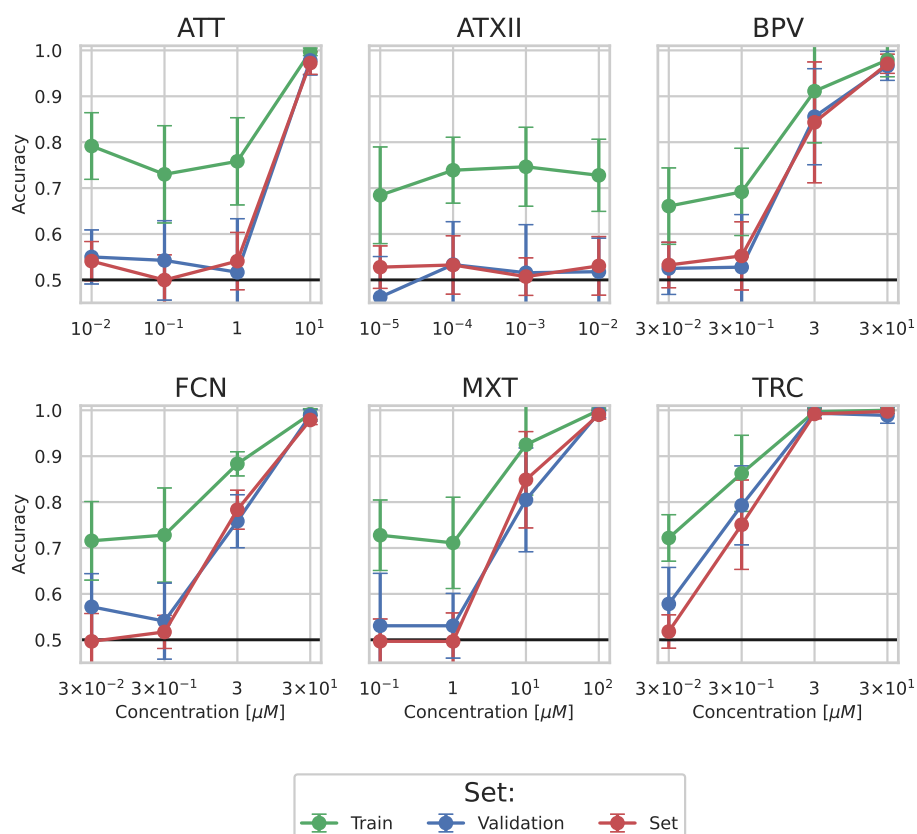 ATT ATXII BPV
1.0
0.9
0.8
0.7
0.6
0.5
Accuracy
10⁻² 10⁻¹ 1 10¹ 10⁻⁵ 10⁻⁴ 10⁻³ 10⁻² 3×10⁻² 3×10⁻¹ 3 3×10¹
FCN MXT TRC
1.0
0.9
0.8
0.7
0.6
0.5
Accuracy
3×10⁻² 3×10⁻¹ 3 3×10¹ 10⁻¹ 1 10¹ 10² 3×10⁻² 3×10⁻¹ 3 3×10¹
Concentration [μM] Concentration [μM] Concentration [μM]
Set:
Train Validation Set